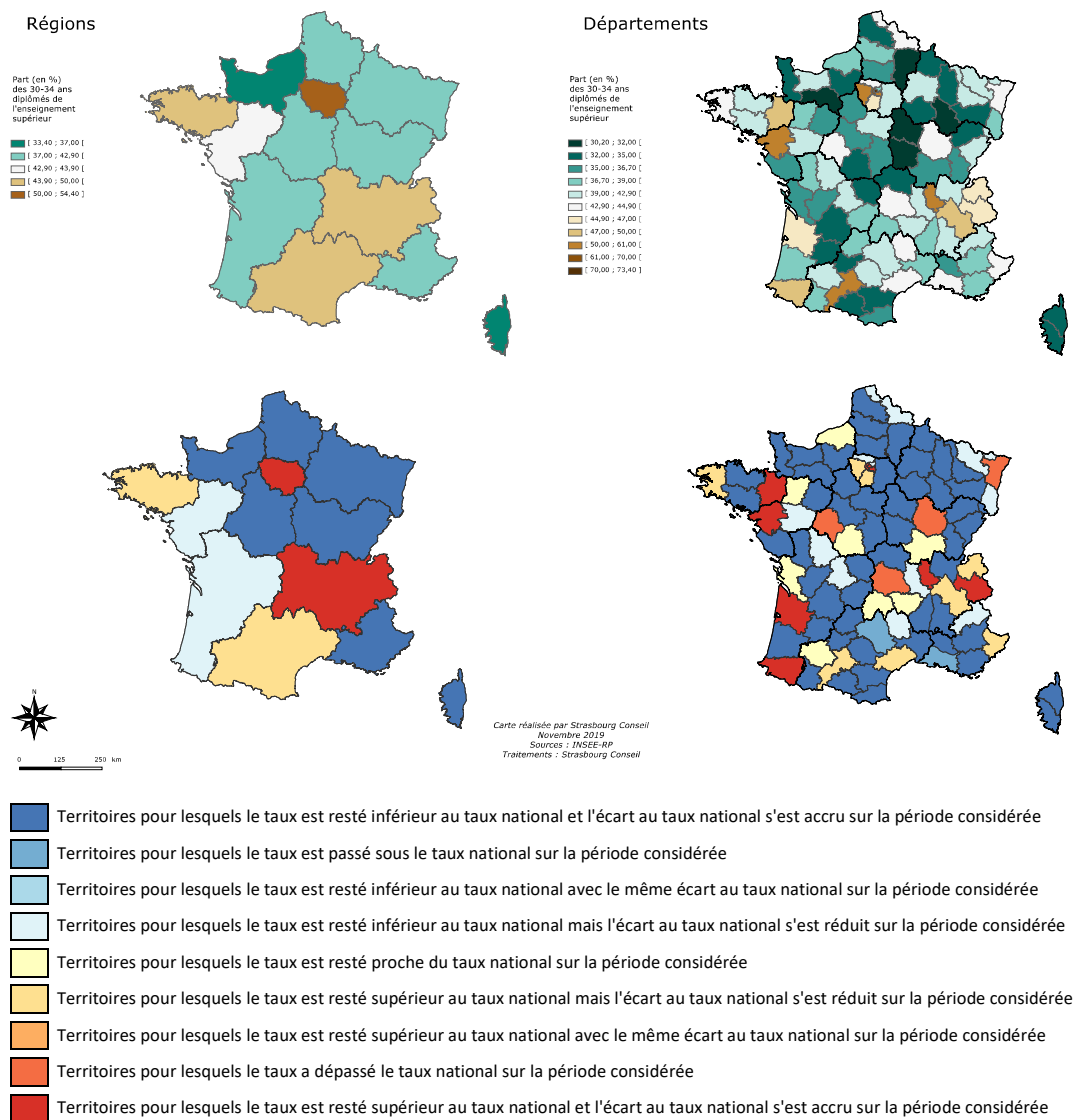 Régions
Départements
Part (en %)
des 30-34 ans
diplômés de
l'enseignement
supérieur
[ 33,40 ; 37,00 [
[ 37,00 ; 42,90 [
[ 42,90 ; 43,90 [
[ 43,90 ; 50,00 [
[ 50,00 ; 54,40 ]
Part (en %)
des 30-34 ans
diplômés de
l'enseignement
supérieur
[ 30,20 ; 32,00 [
[ 32,00 ; 35,00 [
[ 35,00 ; 36,70 [
[ 36,70 ; 39,00 [
[ 39,00 ; 42,90 [
[ 42,90 ; 44,90 [
[ 44,90 ; 47,00 [
[ 47,00 ; 50,00 [
[ 50,00 ; 61,00 [
[ 61,00 ; 70,00 [
[ 70,00 ; 73,40 ]
N
0 125 250 km
Carte réalisée par Strasbourg Conseil
Novembre 2019
Sources : INSEE-RP
Traitements : Strasbourg Conseil
Territoires pour lesquels le taux est resté inférieur au taux national et l'écart au taux national s'est accru sur la période considérée
Territoires pour lesquels le taux est passé sous le taux national sur la période considérée
Territoires pour lesquels le taux est resté inférieur au taux national avec le même écart au taux national sur la période considérée
Territoires pour lesquels le taux est resté inférieur au taux national mais l'écart au taux national s'est réduit sur la période considérée
Territoires pour lesquels le taux est resté proche du taux national sur la période considérée
Territoires pour lesquels le taux est resté supérieur au taux national mais l'écart au taux national s'est réduit sur la période considérée
Territoires pour lesquels le taux est resté supérieur au taux national avec le même écart au taux national sur la période considérée
Territoires pour lesquels le taux a dépassé le taux national sur la période considérée
Territoires pour lesquels le taux est resté supérieur au taux national et l'écart au taux national s'est accru sur la période considérée